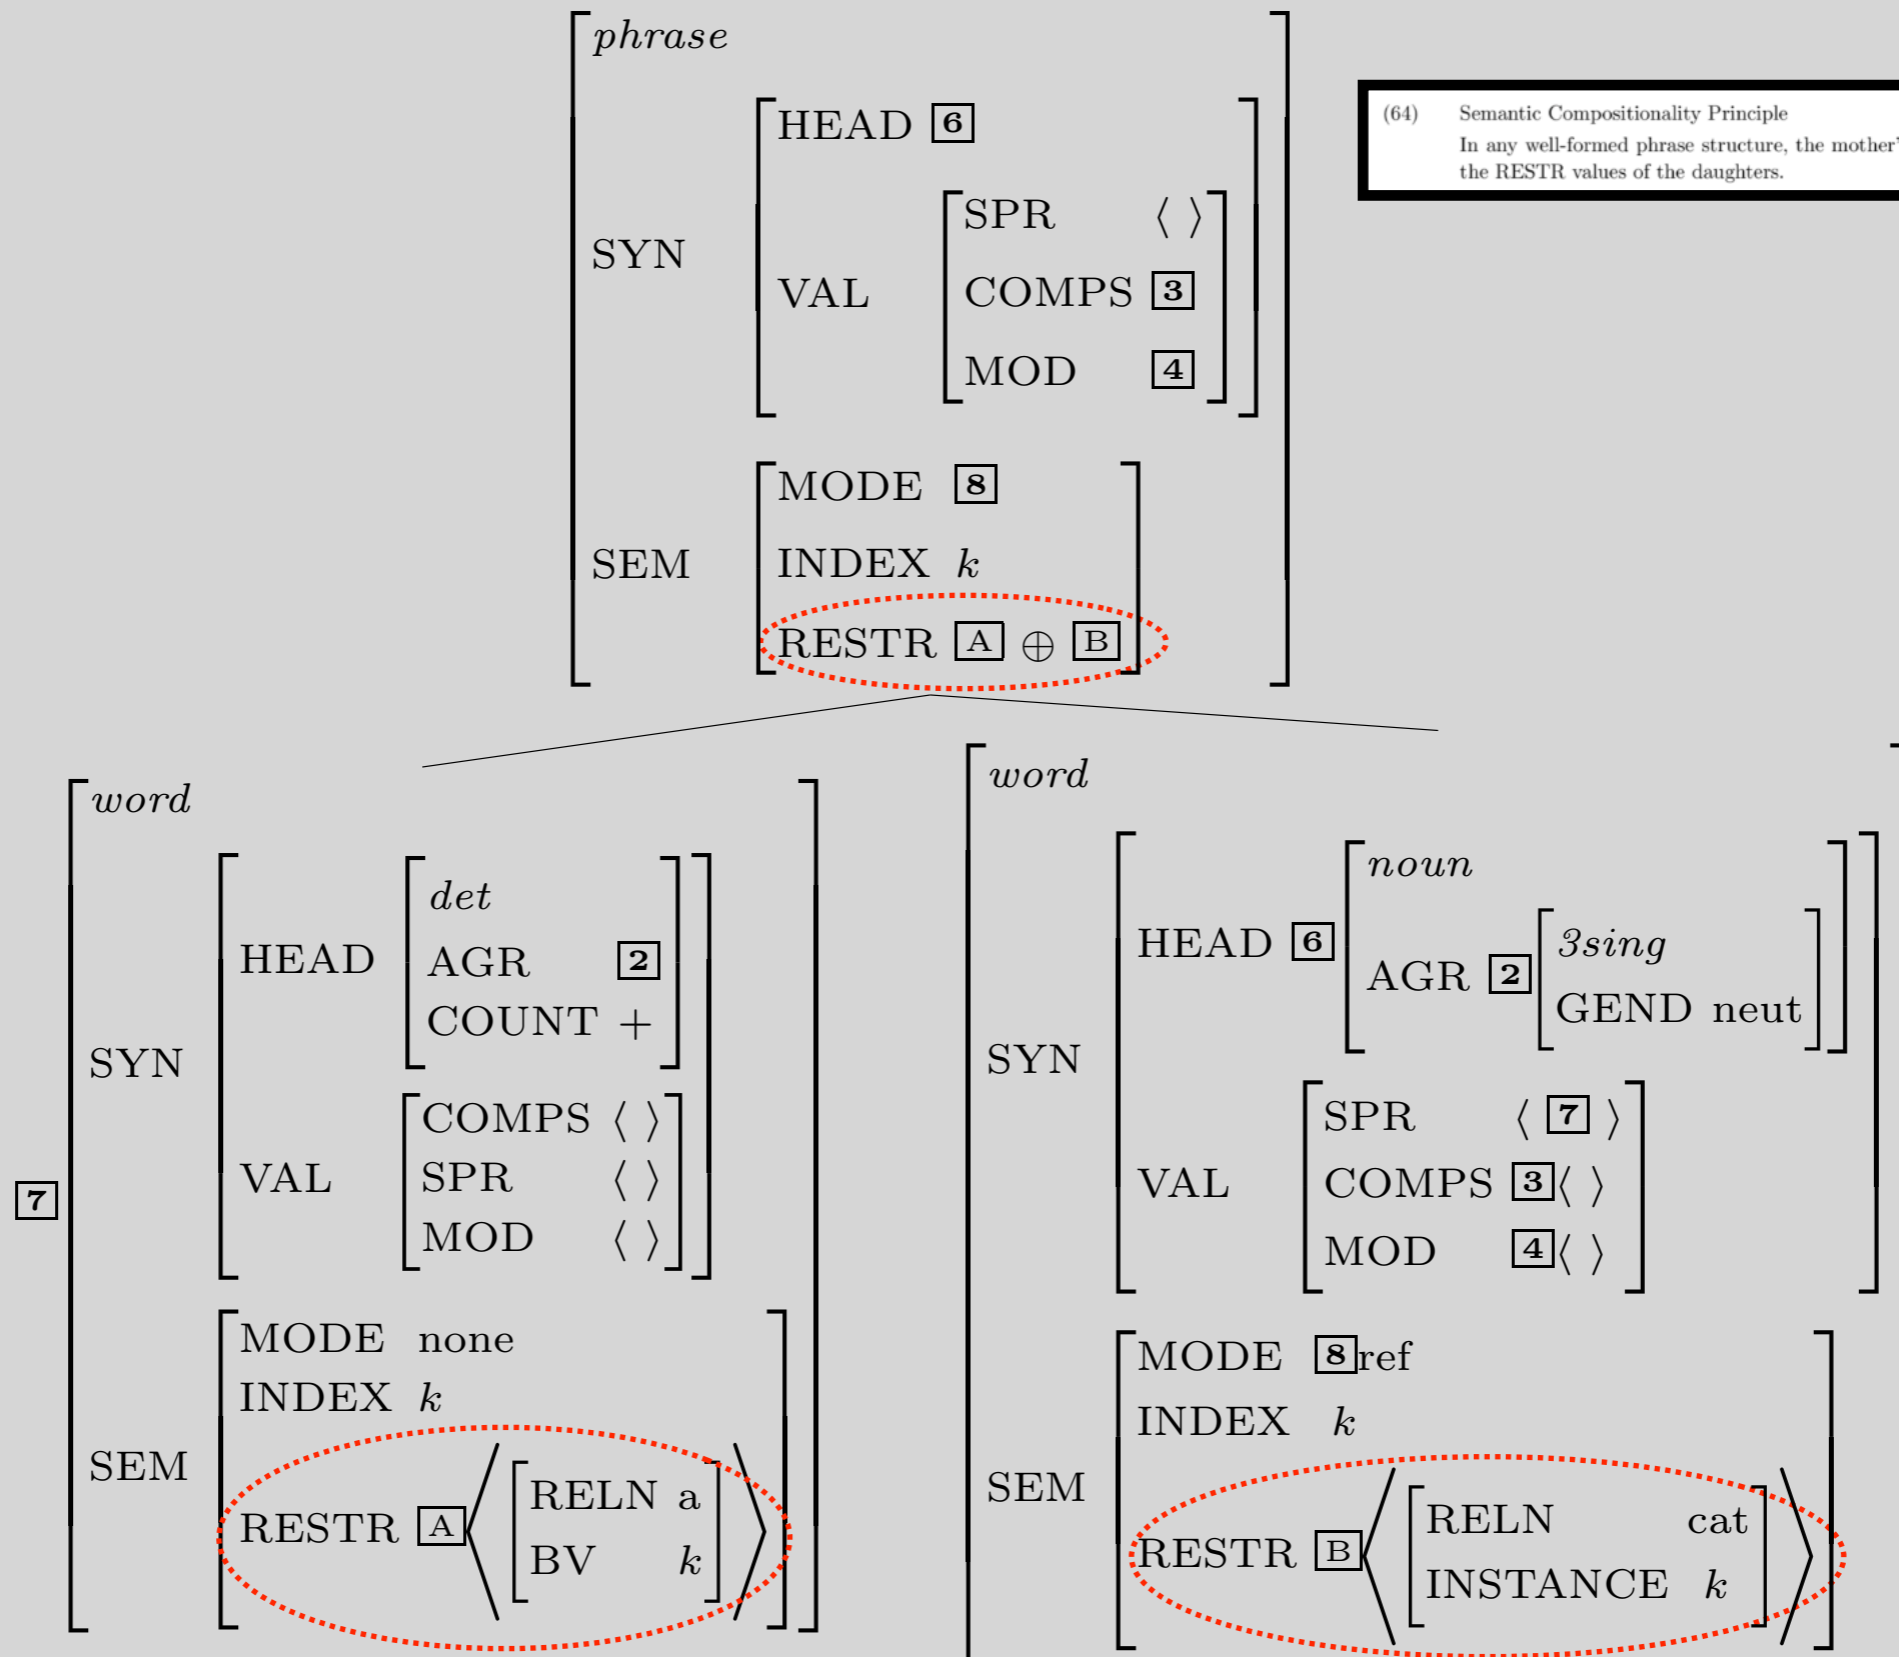 phrase
HEAD 6
SPR ⟨ ⟩
SYN
VAL
COMPS 3
MOD 4
MODE 8
SEM
INDEX k
RESTR A ⊕ B
(64) Semantic Compositionality Principle
In any well-formed phrase structure, the mother'
the RESTR values of the daughters.
7
word
det
HEAD
AGR 2
COUNT +
SYN
COMPS ⟨ ⟩
VAL
SPR ⟨ ⟩
MOD ⟨ ⟩
MODE none
INDEX k
SEM
RESTR A
RELN a
BV k
word
noun
HEAD 6
AGR 2
3sing
GEND neut
SYN
SPR ⟨ 7 ⟩
VAL
COMPS 3 ⟨ ⟩
MOD 4 ⟨ ⟩
MODE 8 ref
INDEX k
SEM
RESTR B
RELN cat
INSTANCE k